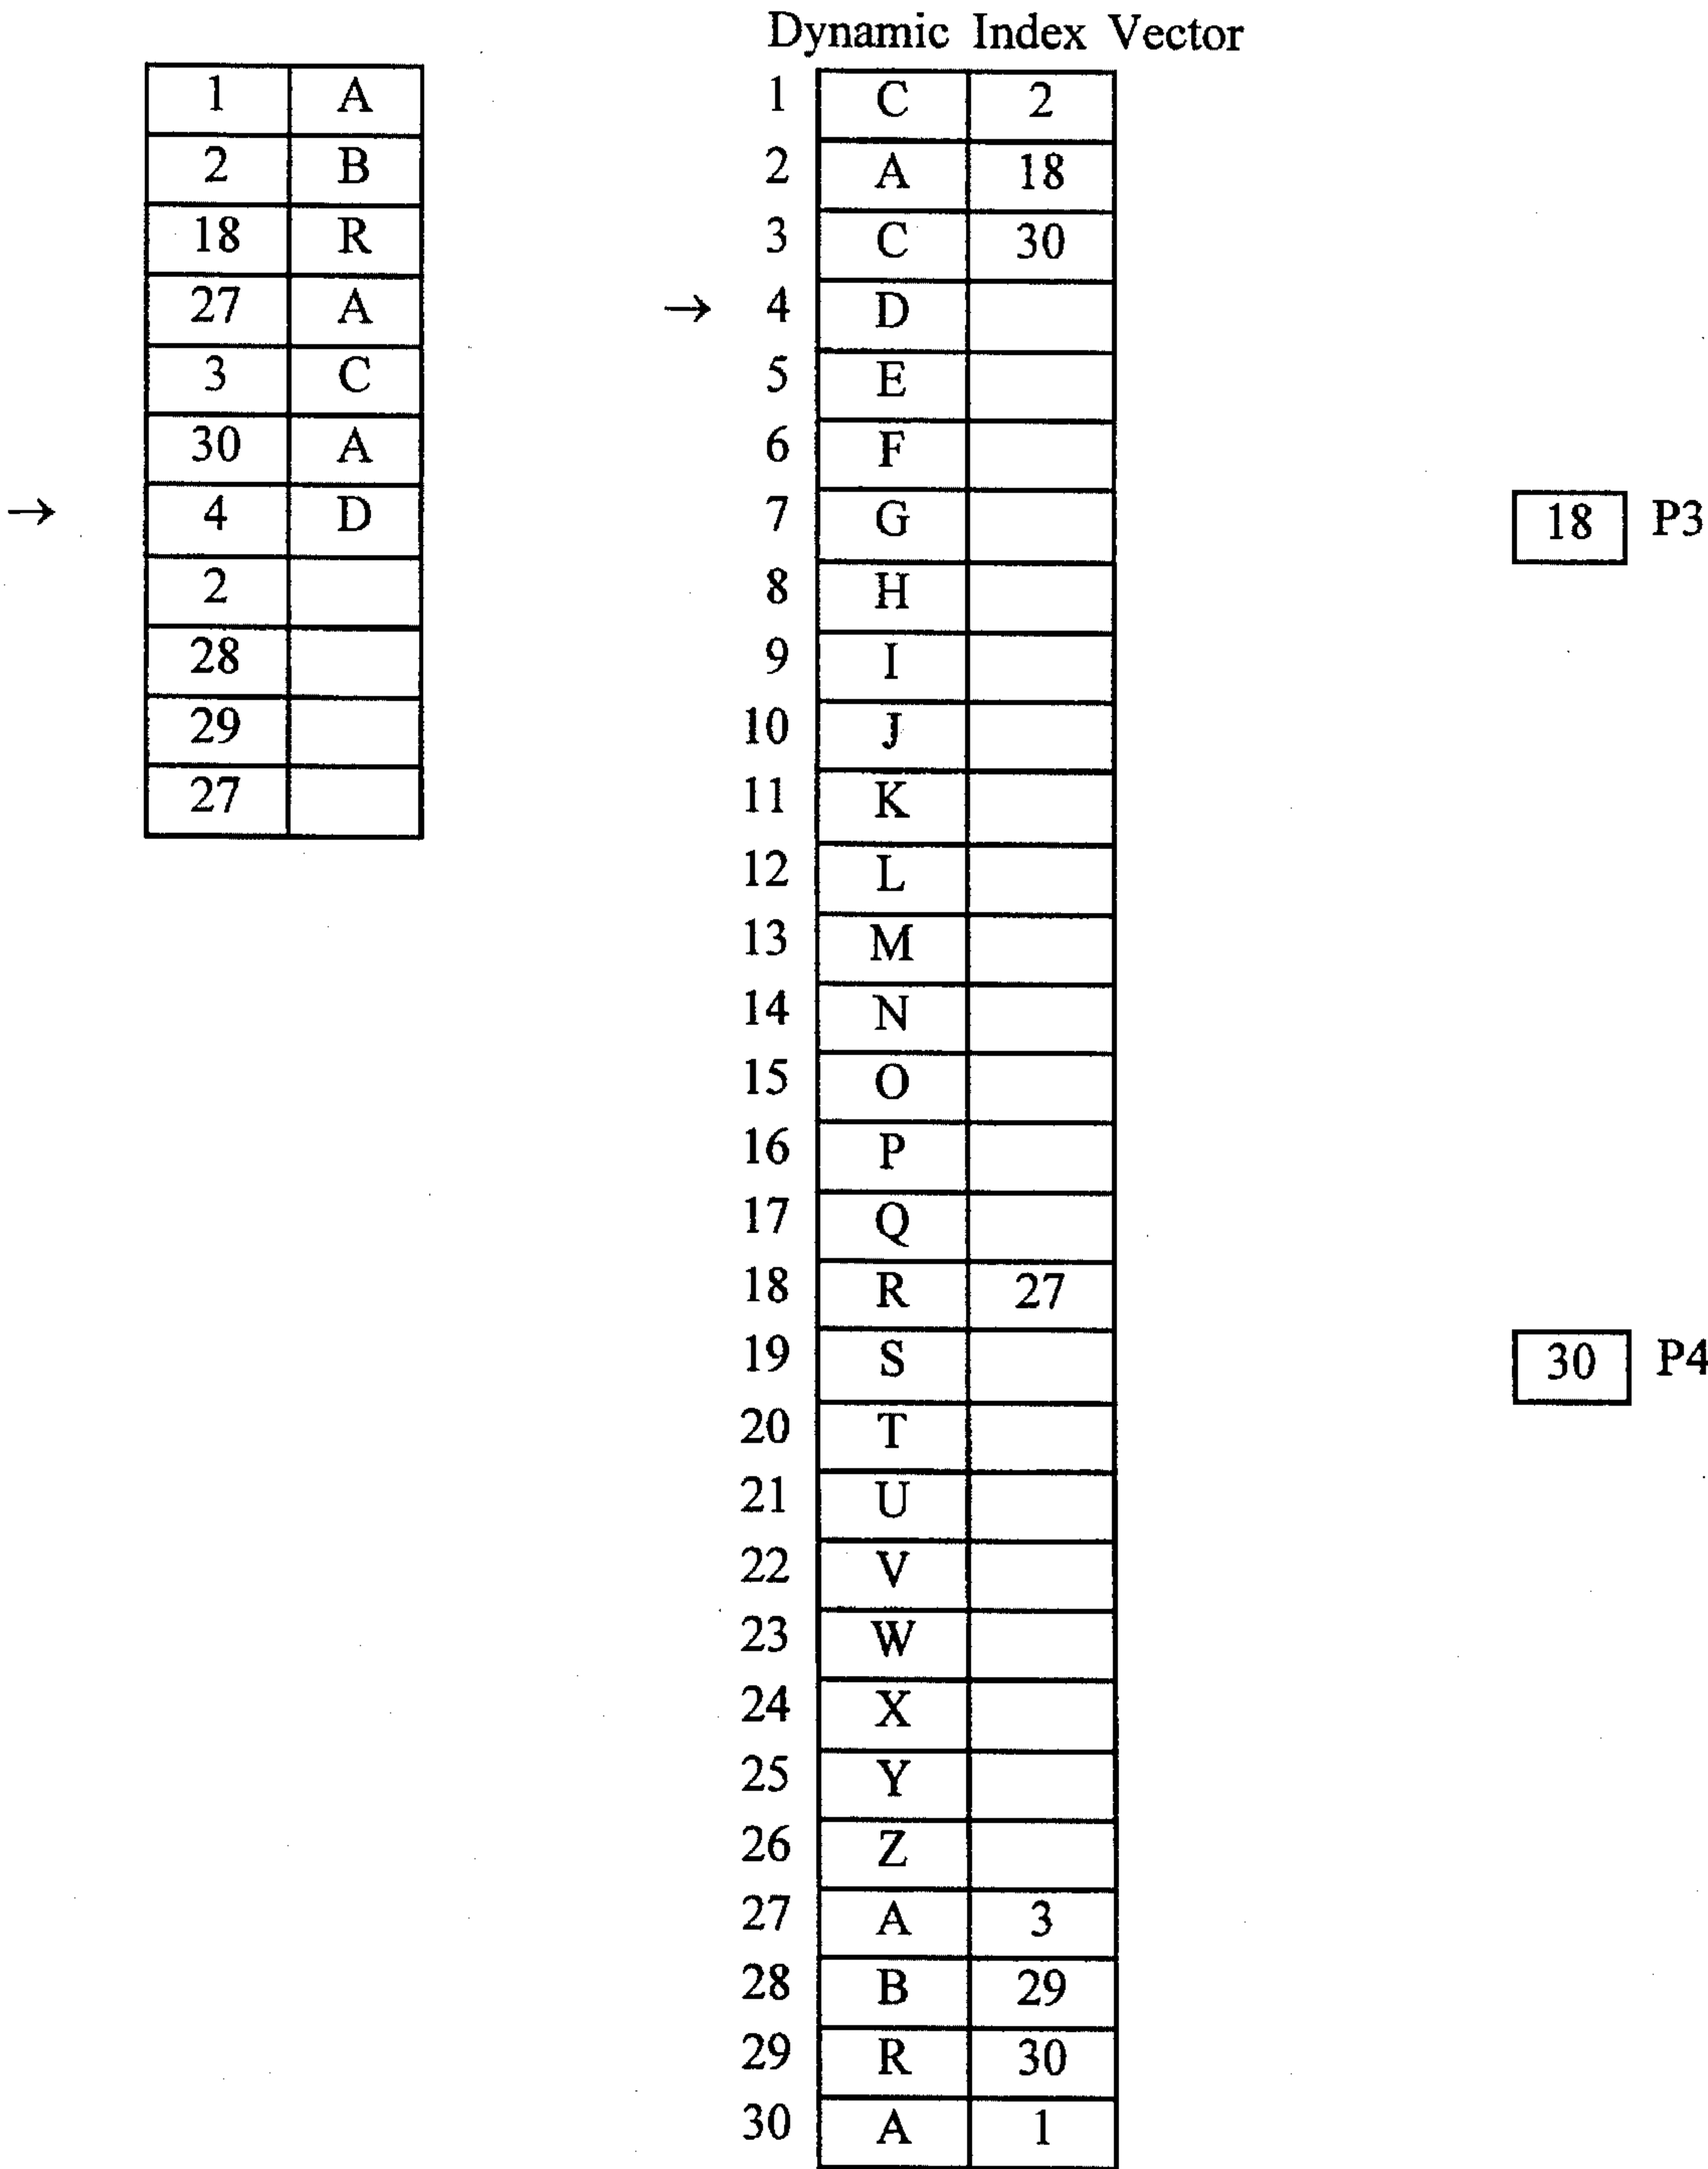 Dynamic Index Vector
1 A
2 B
18 R
27 A
3 C
30 A
→ 4 D
2
28
29
27
1 C 2
2 A 18
3 C 30
→ 4 D
5 E
6 F
7 G
8 H
9 I
10 J
11 K
12 L
13 M
14 N
15 O
16 P
17 Q
18 R 27
19 S
20 T
21 U
22 V
23 W
24 X
25 Y
26 Z
27 A 3
28 B 29
29 R 30
30 A 1
18 P3
30 P4